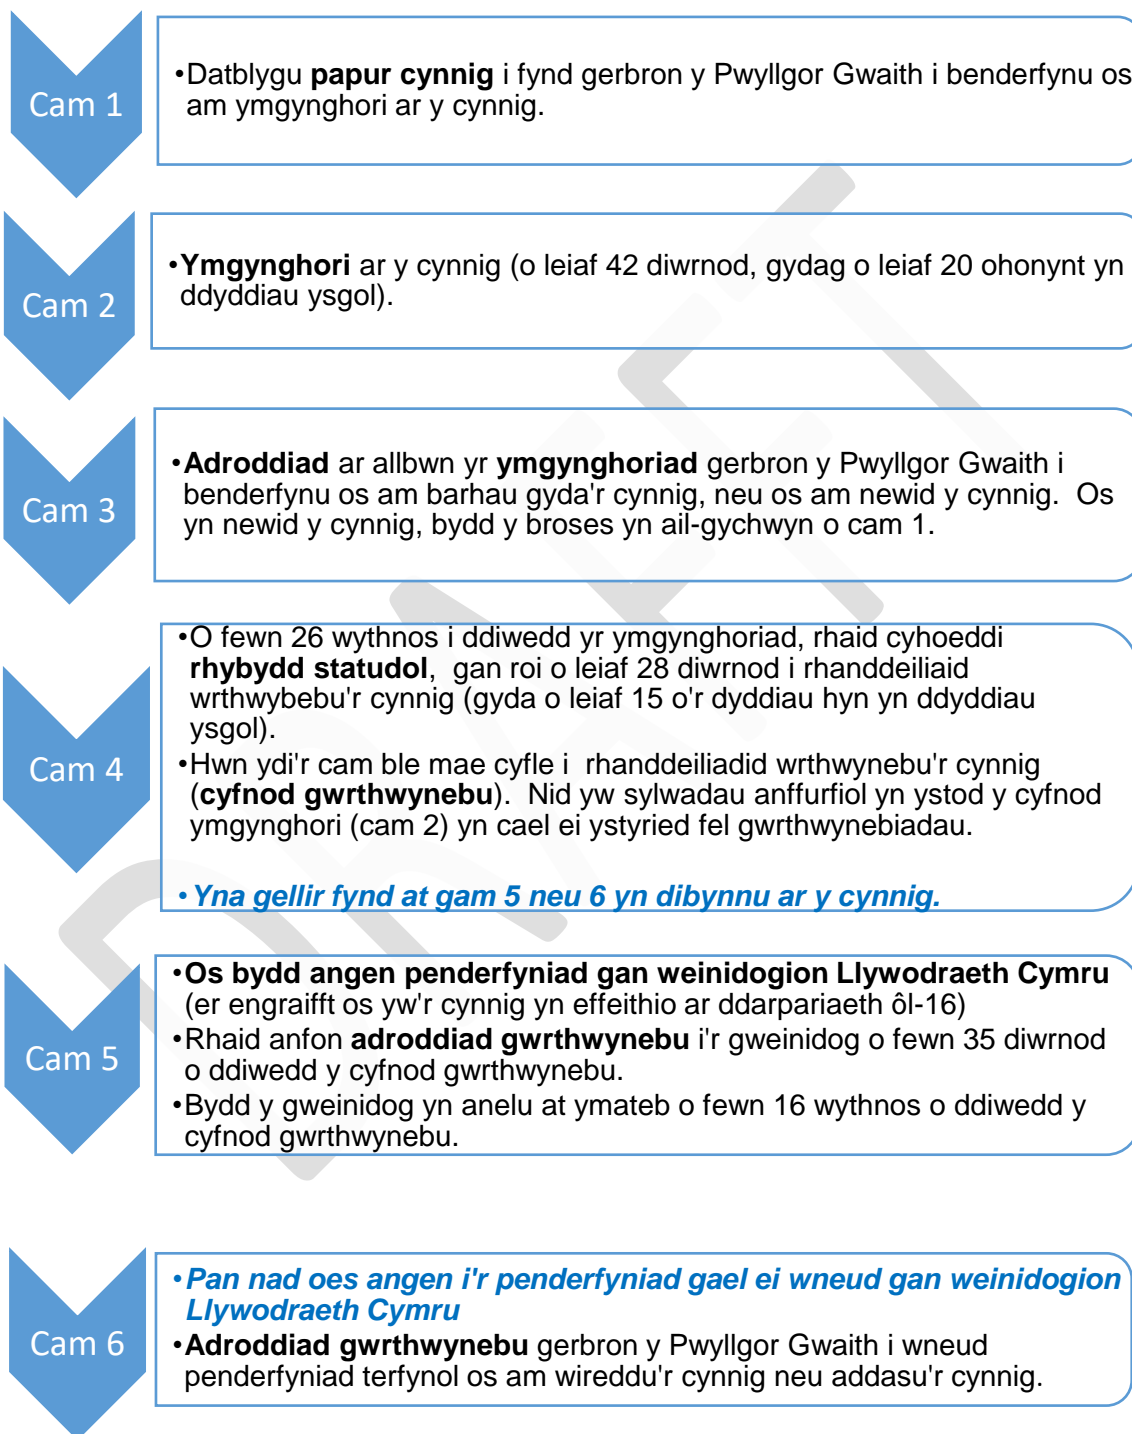 Cam 1
•Datblygu papur cynnig i fynd gerbron y Pwyllgor Gwaith i benderfynu os
am ymgynghori ar y cynnig.
Cam 2
•Ymgynghori ar y cynnig (o leiaf 42 diwrnod, gydag o leiaf 20 ohonynt yn
ddyddiau ysgol).
Cam 3
•Adroddiad ar allbwn yr ymgynghoriad gerbron y Pwyllgor Gwaith i
benderfynu os am barhau gyda'r cynnig, neu os am newid y cynnig. Os
yn newid y cynnig, bydd y broses yn ail-gychwyn o cam 1.
Cam 4
•O fewn 26 wythnos i ddiwedd yr ymgynghoriad, rhaid cyhoeddi
rhybydd statudol, gan roi o leiaf 28 diwrnod i rhanddeiliaid
wrthwybebu'r cynnig (gyda o leiaf 15 o'r dyddiau hyn yn ddyddiau
ysgol).
•Hwn ydi'r cam ble mae cyfle i rhanddeiliadid wrthwynebu'r cynnig
(cyfnod gwrthwynebu). Nid yw sylwadau anffurfiol yn ystod y cyfnod
ymgynghori (cam 2) yn cael ei ystyried fel gwrthwynebiadau.
•Yna gellir fynd at gam 5 neu 6 yn dibynnu ar y cynnig.
Cam 5
•Os bydd angen penderfyniad gan weinidogion Llywodraeth Cymru
(er engraifft os yw'r cynnig yn effeithio ar ddarpariaeth ôl-16)
•Rhaid anfon adroddiad gwrthwynebu i'r gweinidog o fewn 35 diwrnod
o ddiwedd y cyfnod gwrthwynebu.
•Bydd y gweinidog yn anelu at ymateb o fewn 16 wythnos o ddiwedd y
cyfnod gwrthwynebu.
Cam 6
•Pan nad oes angen i'r penderfyniad gael ei wneud gan weinidogion
Llywodraeth Cymru
•Adroddiad gwrthwynebu gerbron y Pwyllgor Gwaith i wneud
penderfyniad terfynol os am wireddu'r cynnig neu addasu'r cynnig.
DRAFT